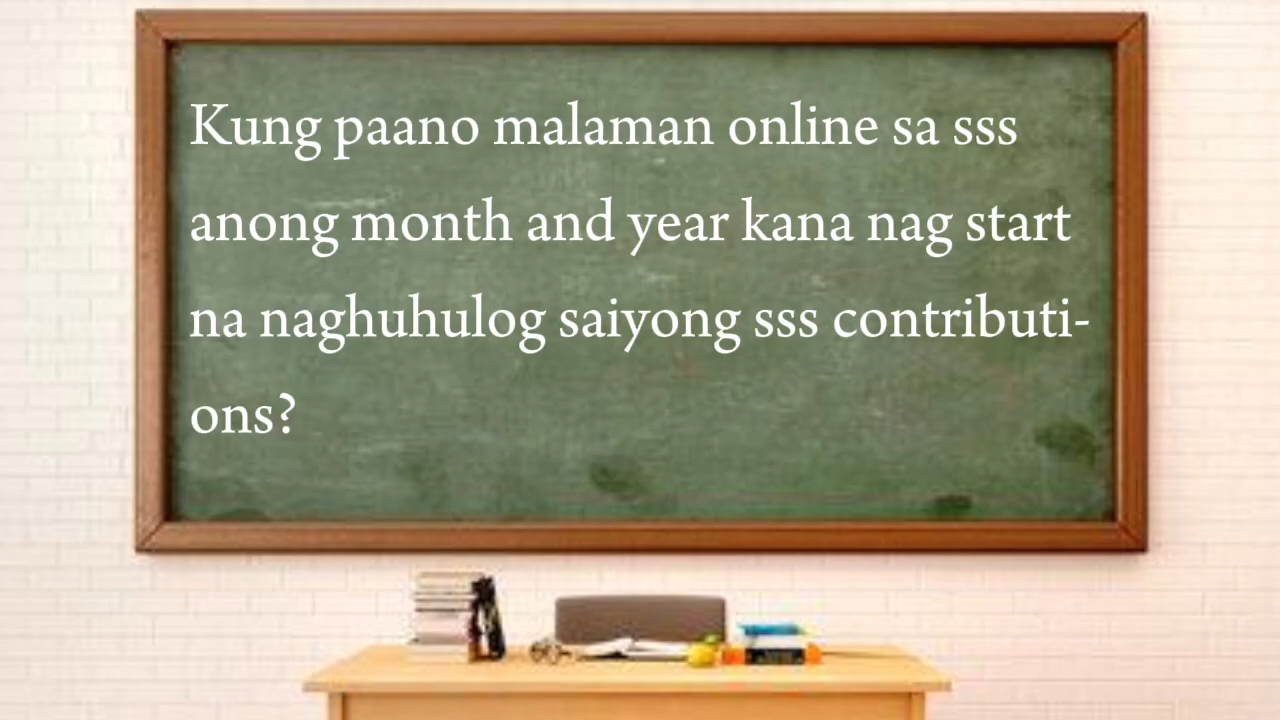 Kung paano malaman online sa sss
anong month and year kana nag start
na naghuhulog saiyong sss contributi-
ons?